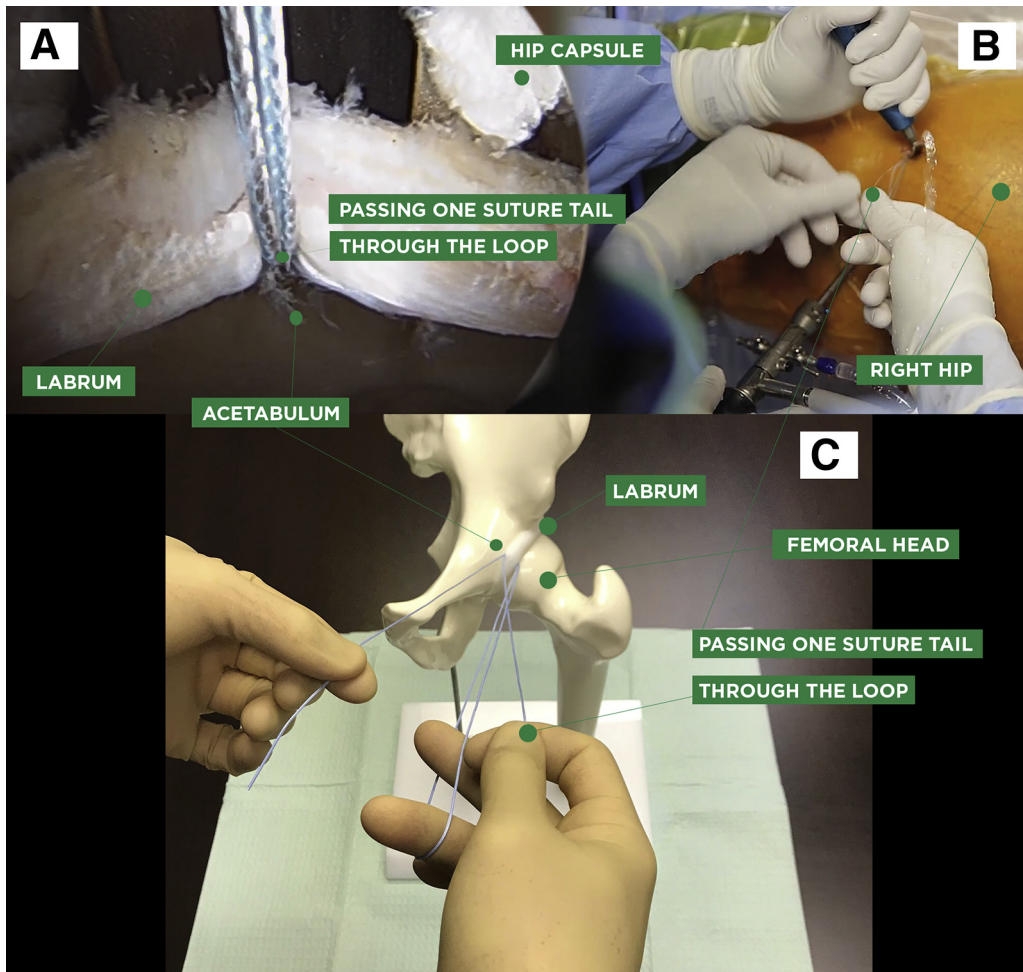 A
HIP CAPSULE
B
PASSING ONE SUTURE TAIL
THROUGH THE LOOP
LABRUM
RIGHT HIP
ACETABULUM
C
LABRUM
FEMORAL HEAD
PASSING ONE SUTURE TAIL
THROUGH THE LOOP